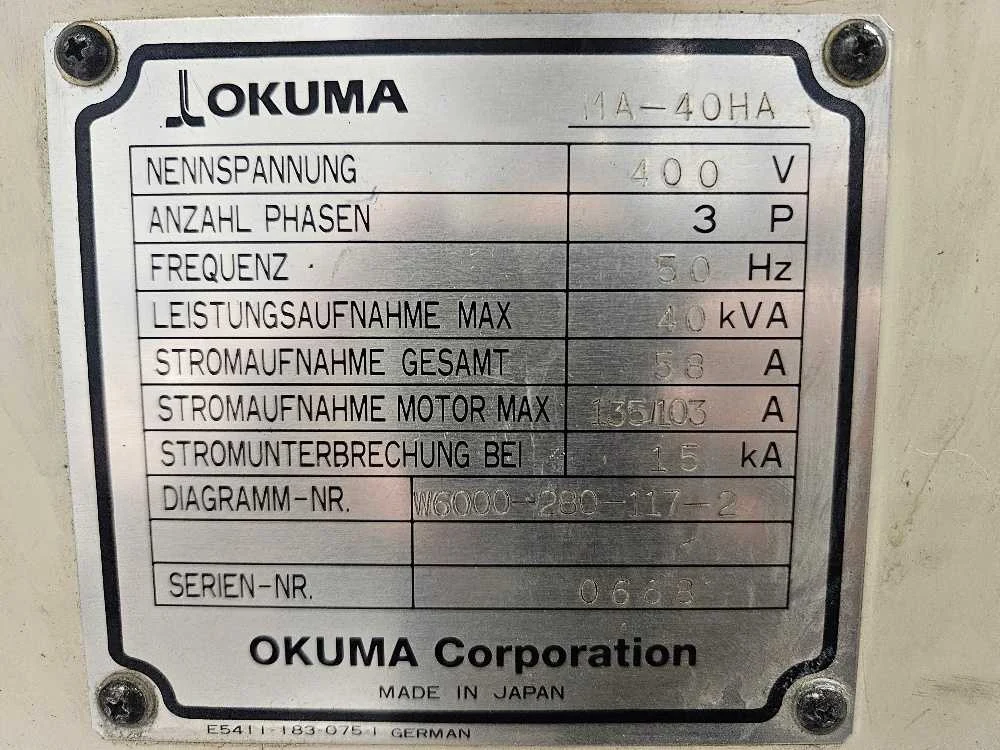 OKUMA MA-40HA
NENNSPANNUNG 400 V
ANZAHL PHASEN 3 P
FREQUENZ 50 Hz
LEISTUNGSAUFNAHME MAX 40 kVA
STROMAUFNAHME GESAMT 58 A
STROMAUFNAHME MOTOR MAX 135/103 A
STROMUNTERBRECHUNG BEI 15 kA
DIAGRAMM-NR. W6000-280-117-2
SERIEN-NR. 0668
OKUMA Corporation
MADE IN JAPAN
E5411-183-075-1 GERMAN